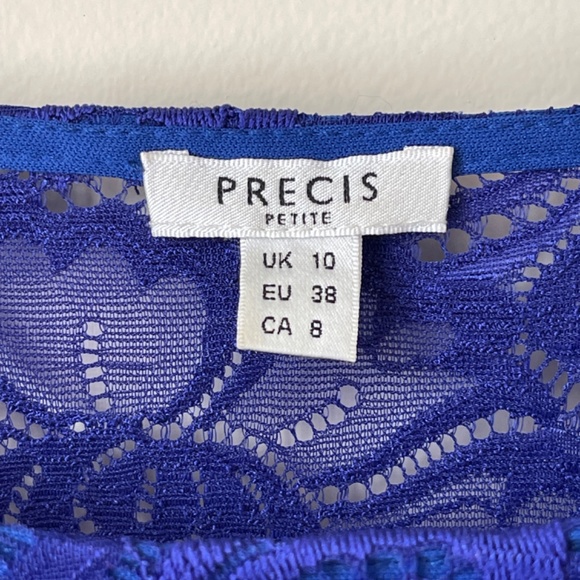 PRECIS
PETITE
UK 10
EU 38
CA 8